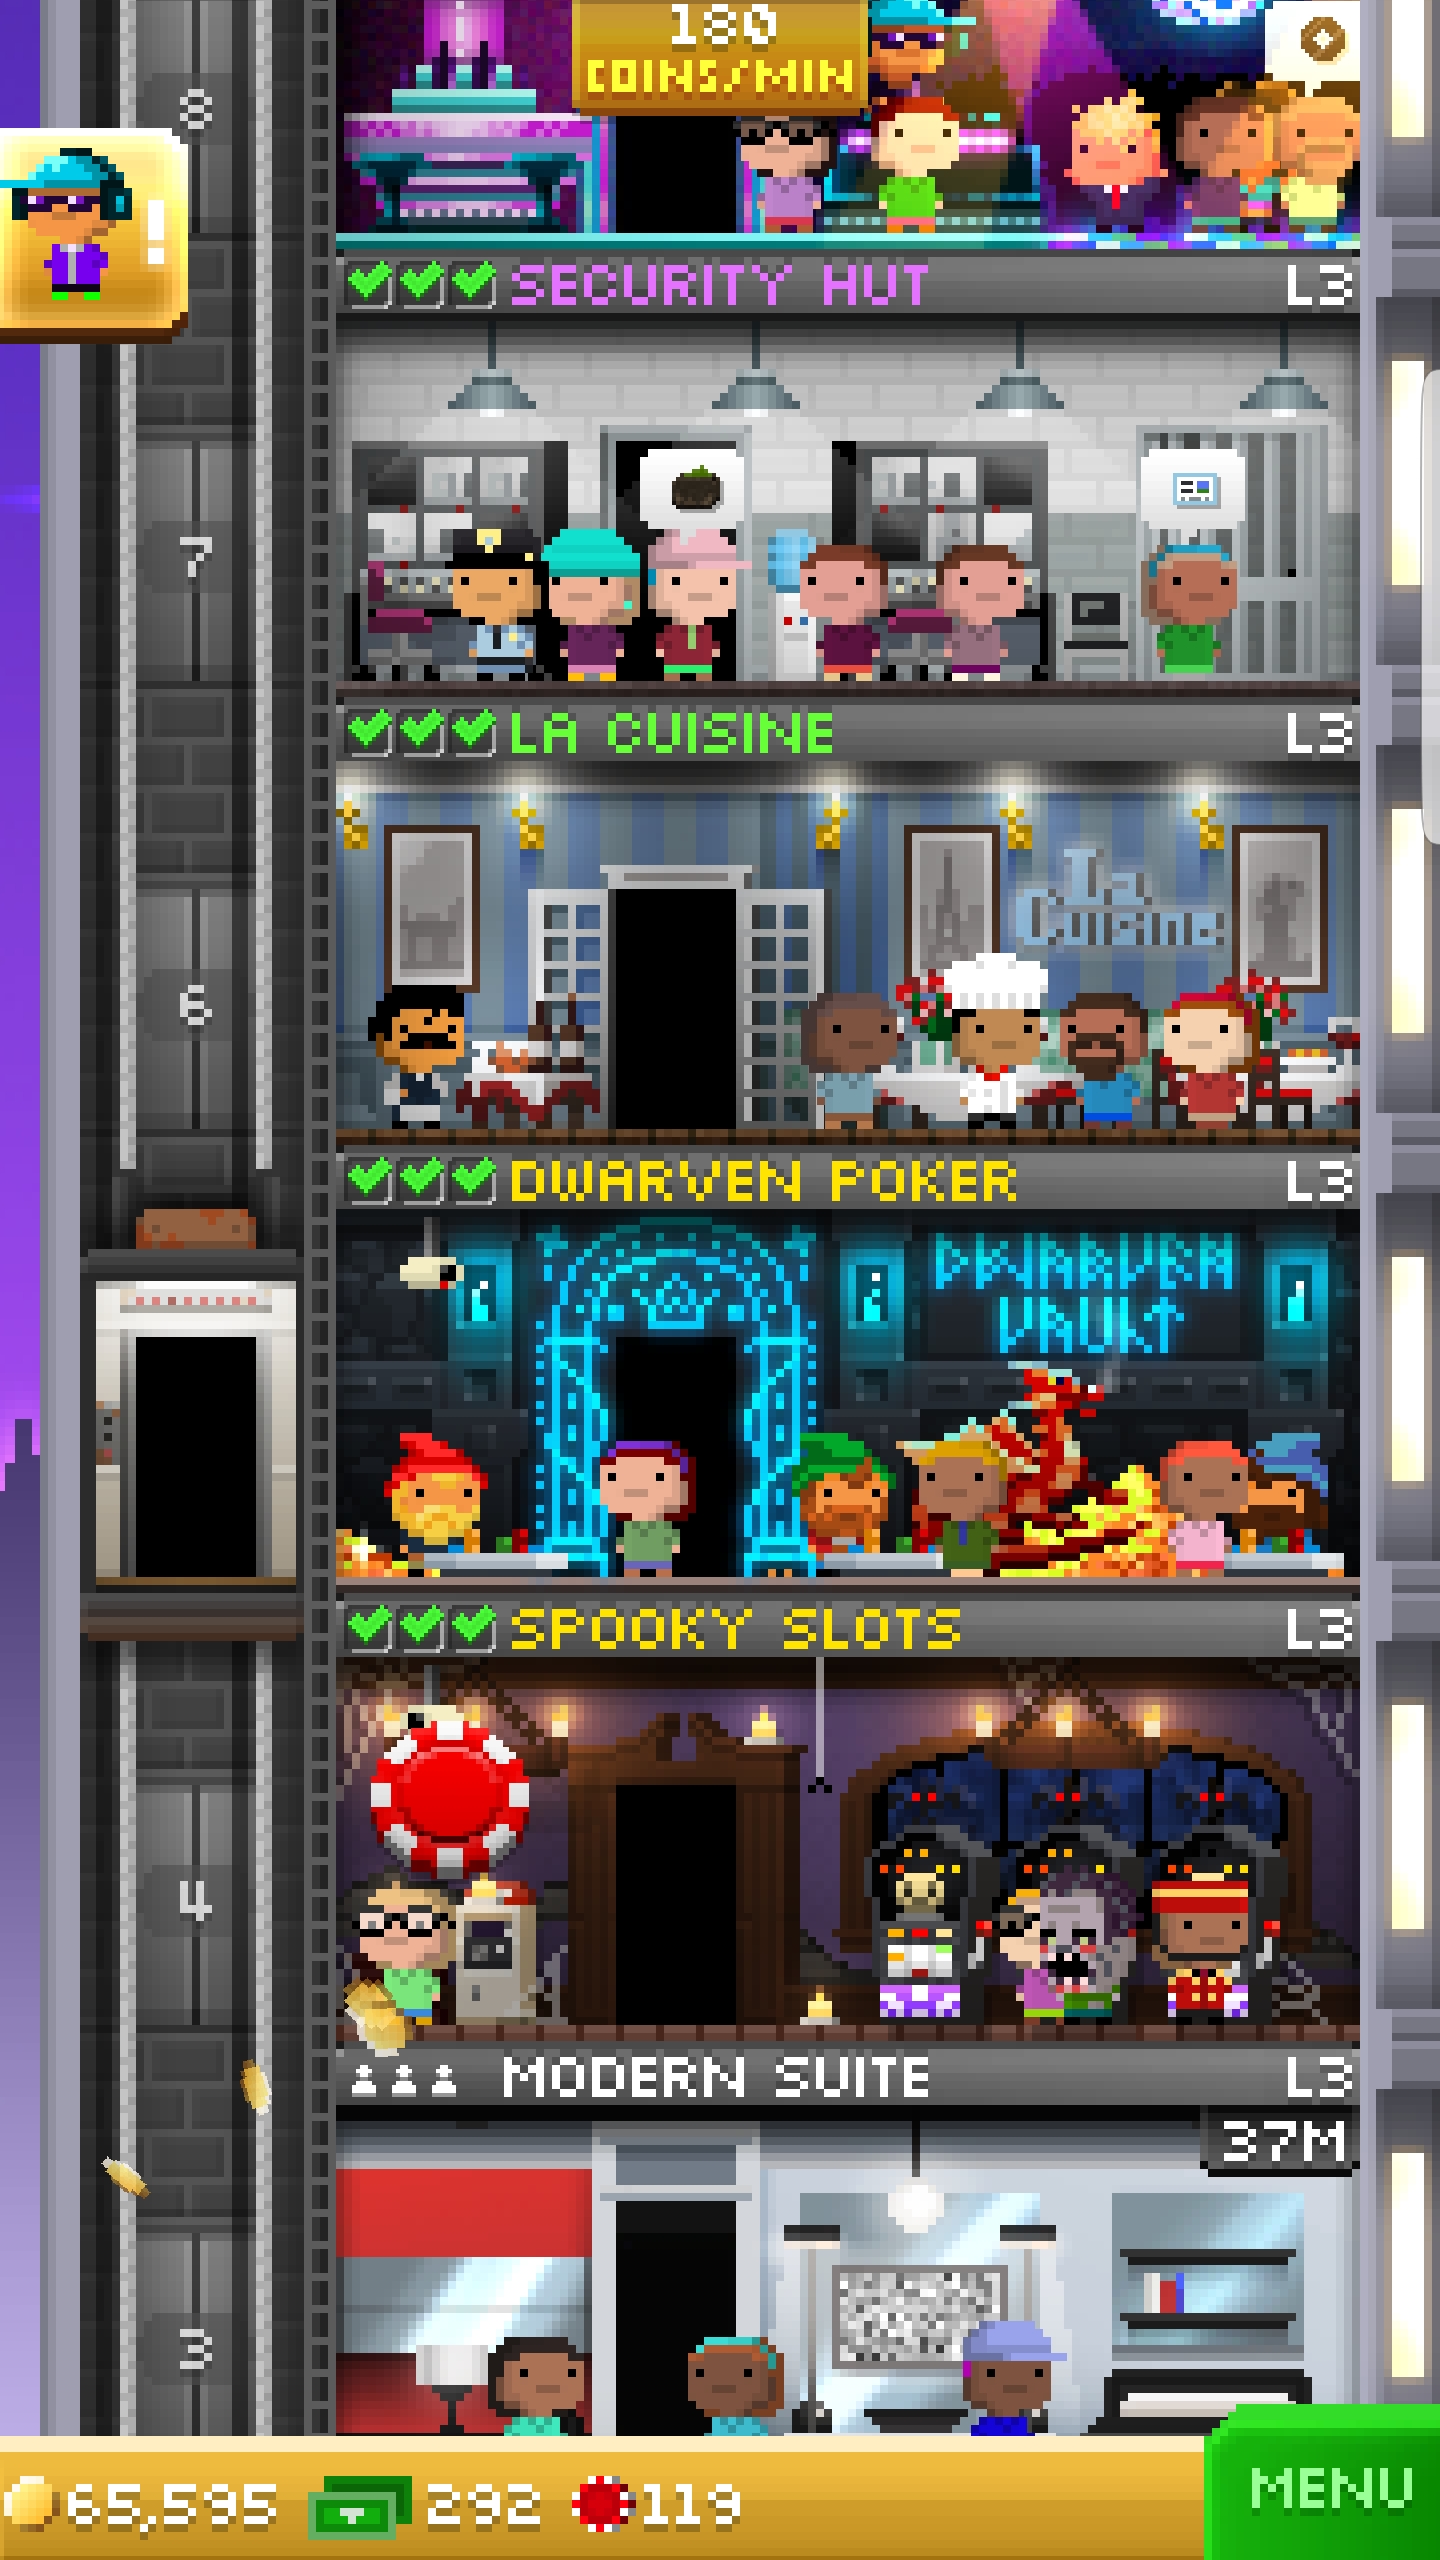 180
COINS/MIN
8
!
SECURITY HUT L3
7
LA CUISINE L3
La
Cuisine
6
DWARVEN POKER L3
DWARVEN
VAULT
SPOOKY SLOTS L3
4
MODERN SUITE L3
37M
3
65,595 292 119
MENU